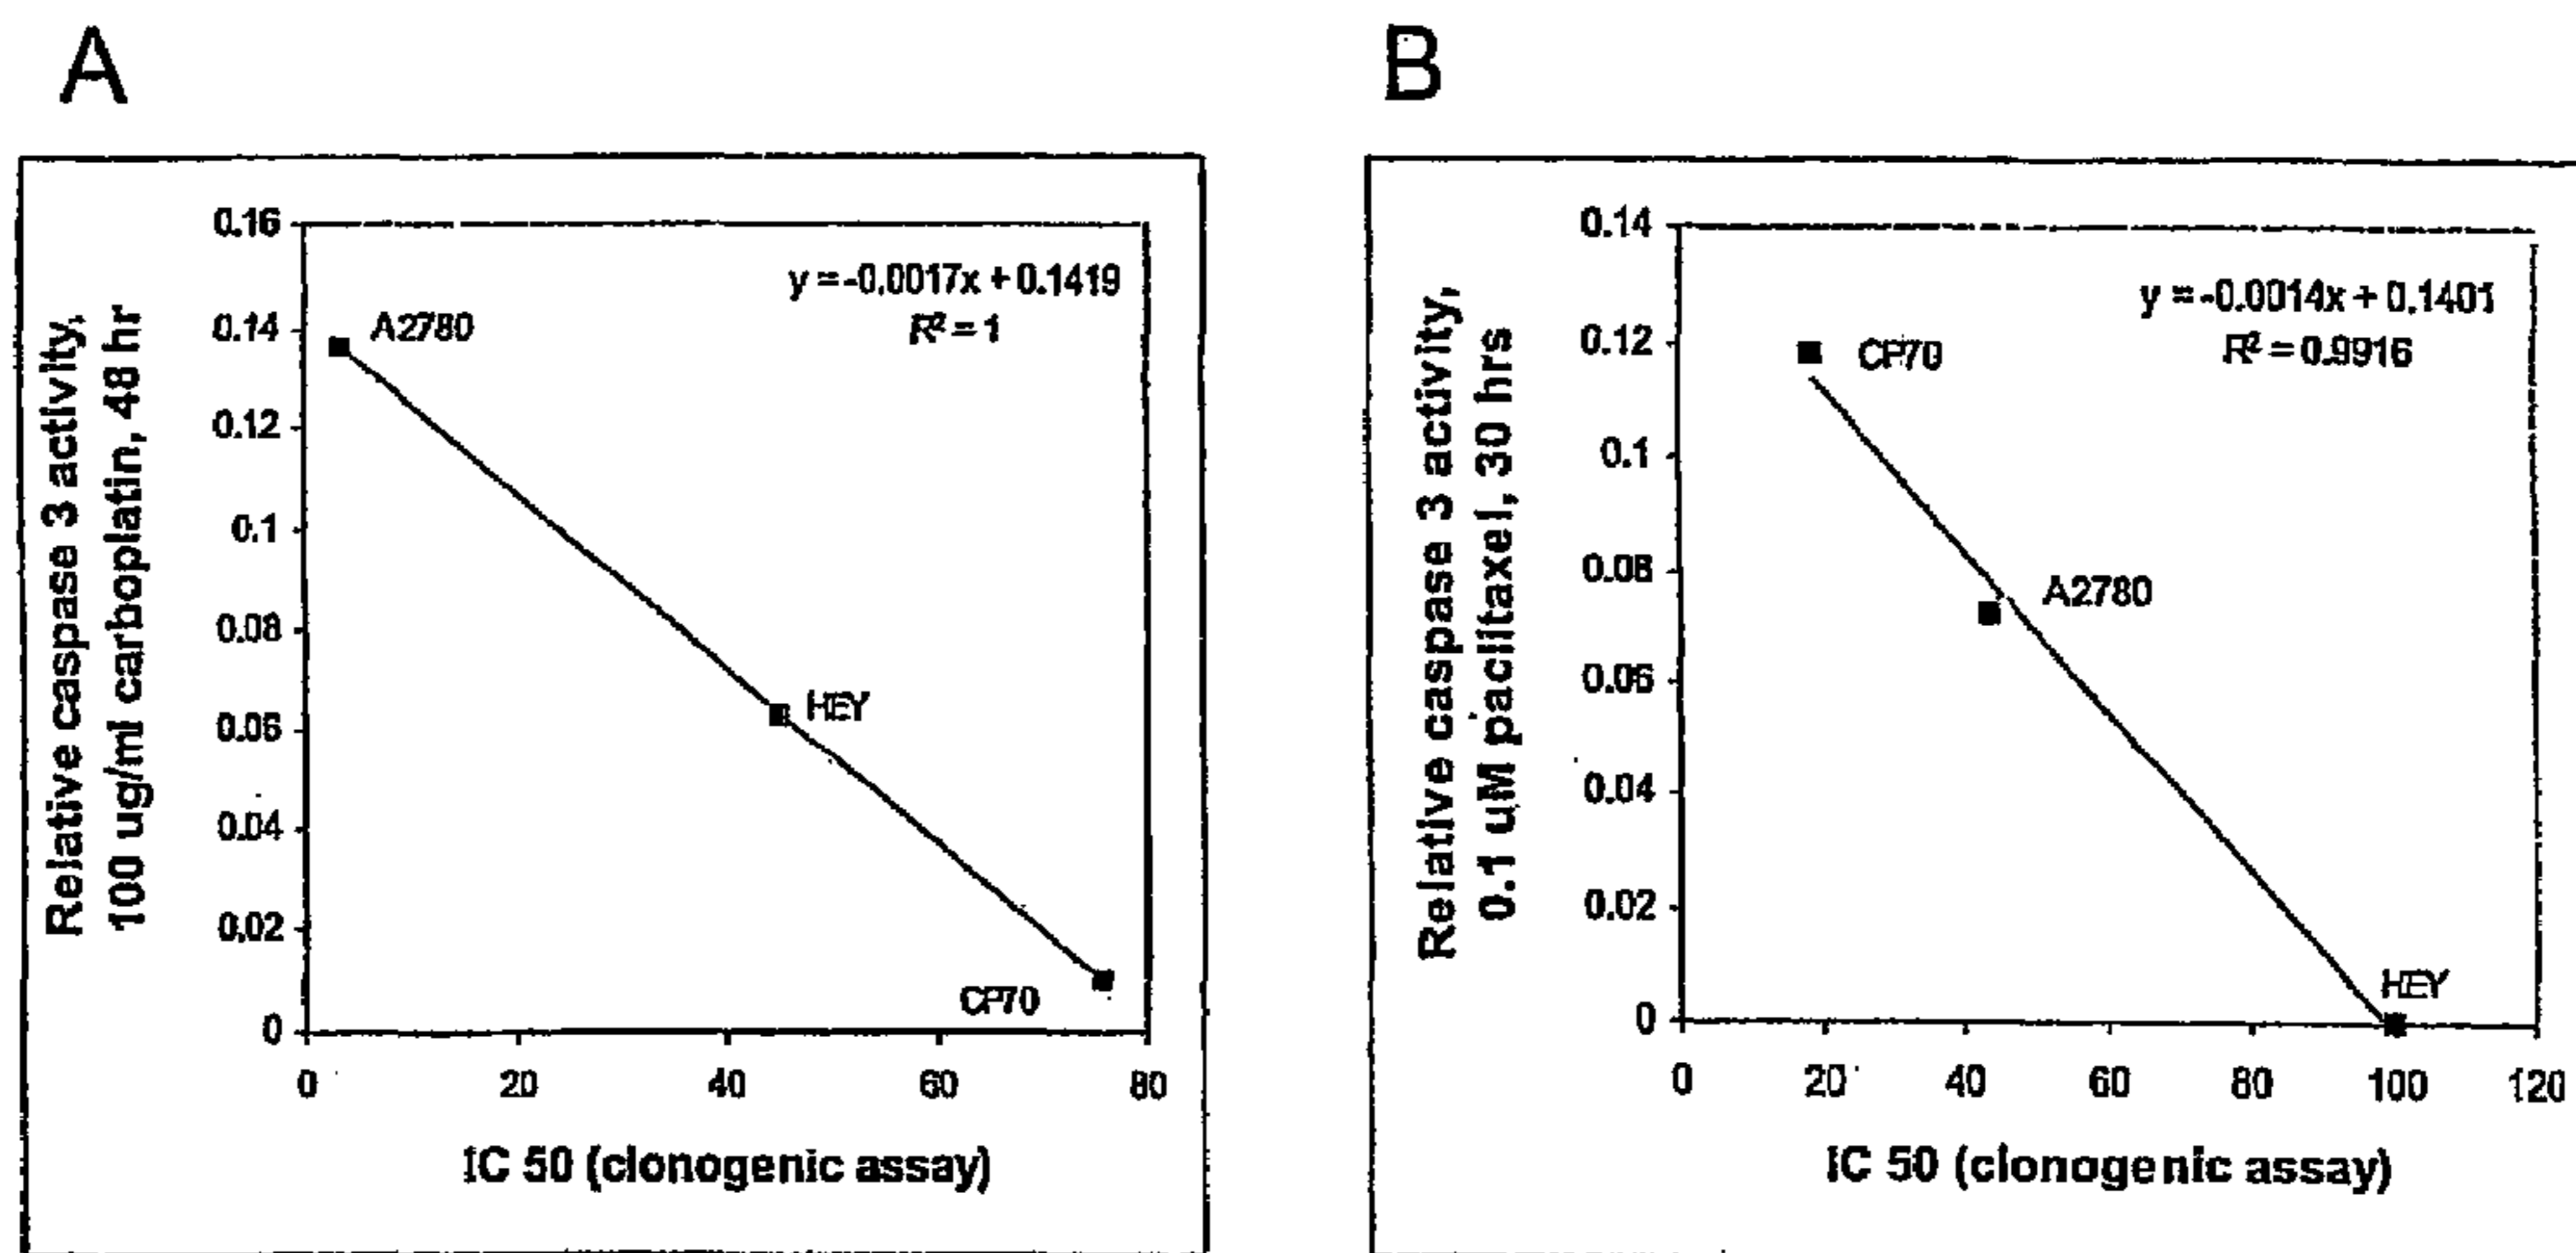 A
B
Relative caspase 3 activity,
100 ug/ml carboplatin, 48 hr
0.16
0.14
0.12
0.1
0.08
0.06
0.04
0.02
0
A2780
HEY
CP70
y = -0.0017x + 0.1419
R² = 1
0 20 40 60 80
IC 50 (clonogenic assay)
Relative caspase 3 activity,
0.1 uM paclitaxel, 30 hrs
0.14
0.12
0.1
0.08
0.06
0.04
0.02
0
CP70
A2780
HEY
y = -0.0014x + 0.1401
R² = 0.9916
0 20 40 60 80 100 120
IC 50 (clonogenic assay)